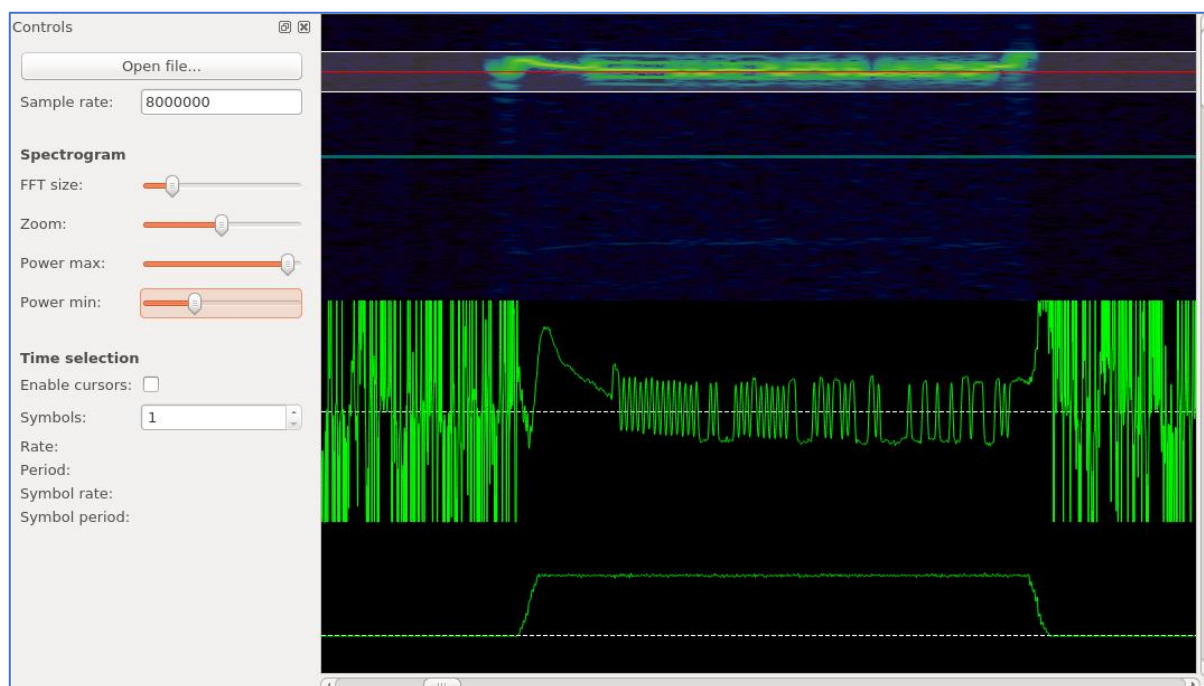 Controls
Open file...
Sample rate: 8000000
Spectrogram
FFT size:
Zoom:
Power max:
Power min:
Time selection
Enable cursors:
Symbols: 1
Rate:
Period:
Symbol rate:
Symbol period: